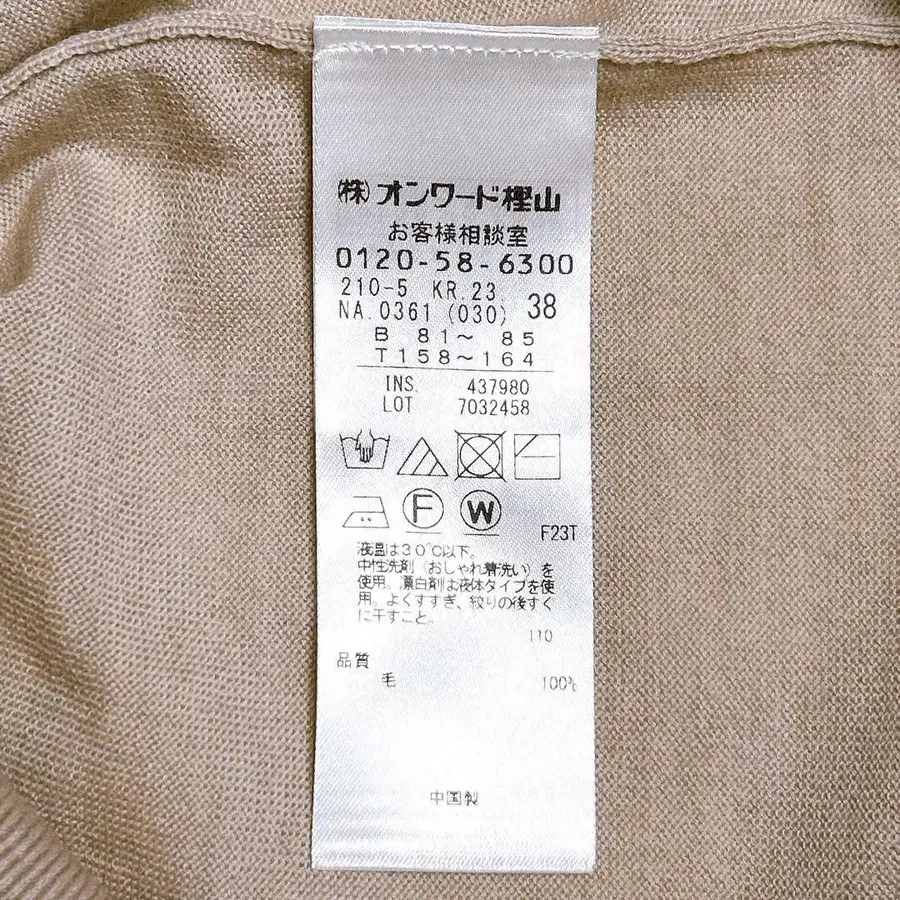 ㈱オンワード樫山
お客様相談室
0120-58-6300
210-5 KR.23.
NA.0361 (030) 38
B 81～ 85
T158～164
INS. 437980
LOT 7032458
F W
F23T
液温は30℃以下。
中性洗剤（おしゃれ着洗い）を
使用。漂白剤は液体タイプを使
用。よくすすぎ、絞りの後すぐ
に干すこと。
110
品質
毛 100%
中国製